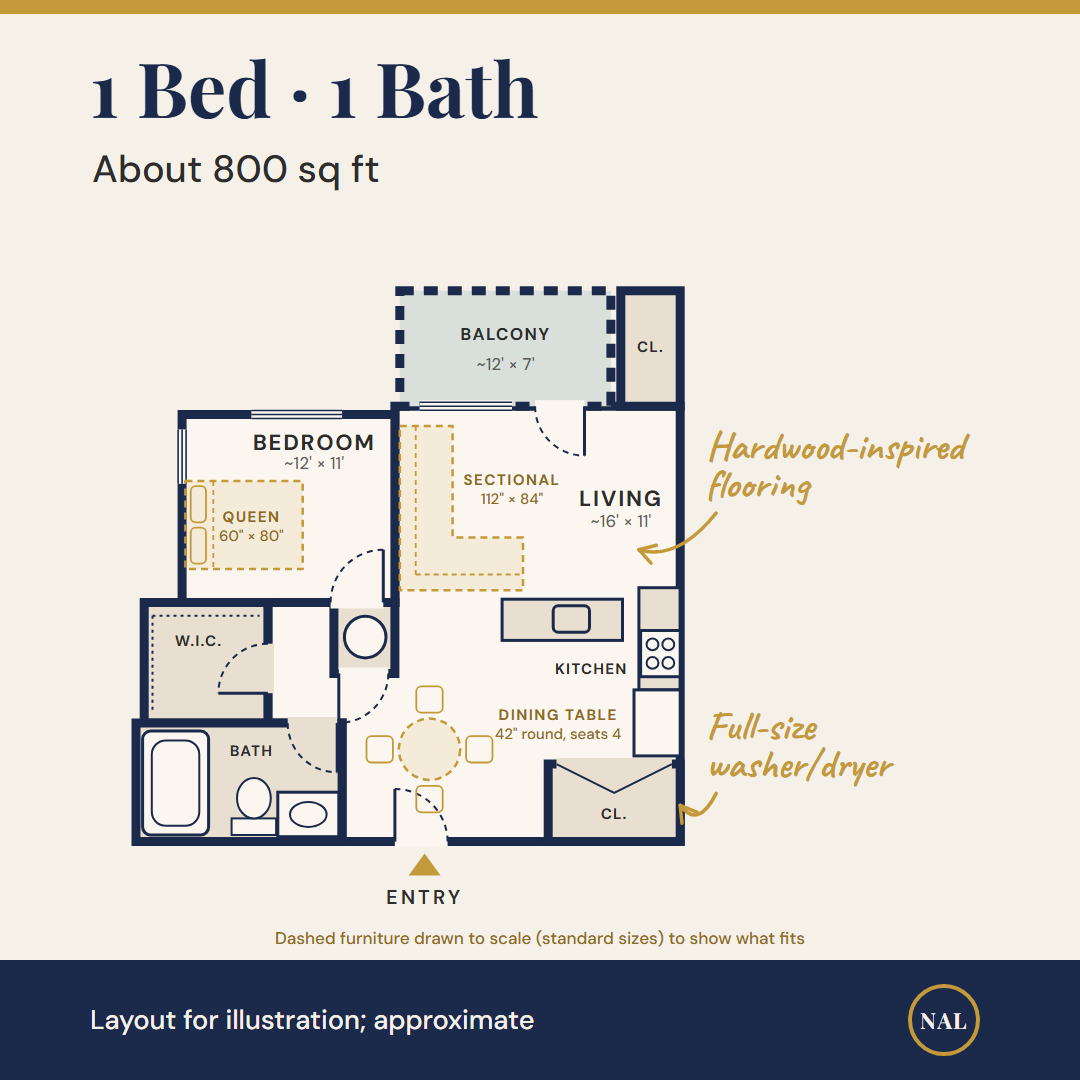 1 Bed · 1 Bath
About 800 sq ft
BALCONY
~12' × 7'
CL.
BEDROOM
~12' × 11'
SECTIONAL
112" × 84"
LIVING
~16' × 11'
Hardwood-inspired
flooring
QUEEN
60" × 80"
W.I.C.
KITCHEN
DINING TABLE
42" round, seats 4
Full-size
washer/dryer
BATH
CL.
ENTRY
Dashed furniture drawn to scale (standard sizes) to show what fits
Layout for illustration; approximate
NAL